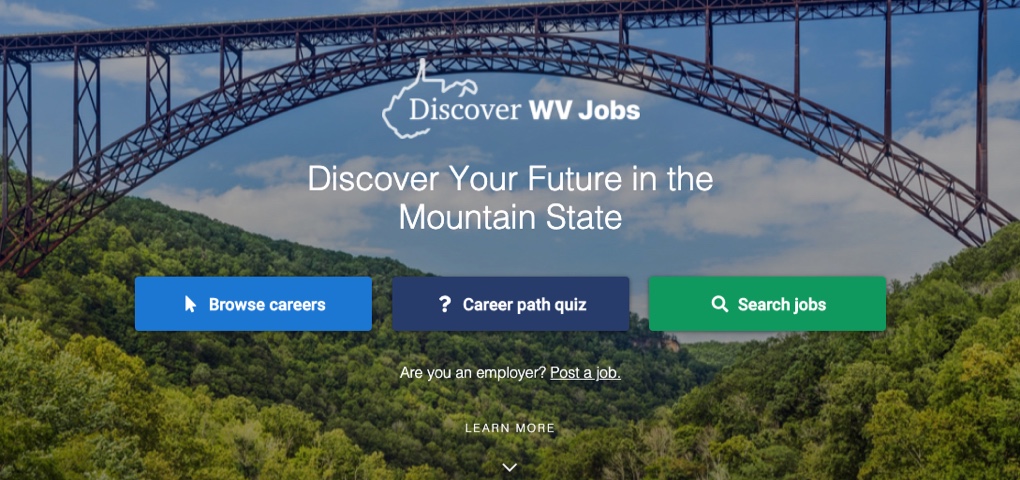 Discover WV Jobs
Discover Your Future in the
Mountain State
Browse careers
Career path quiz
Search jobs
Are you an employer? Post a job.
LEARN MORE